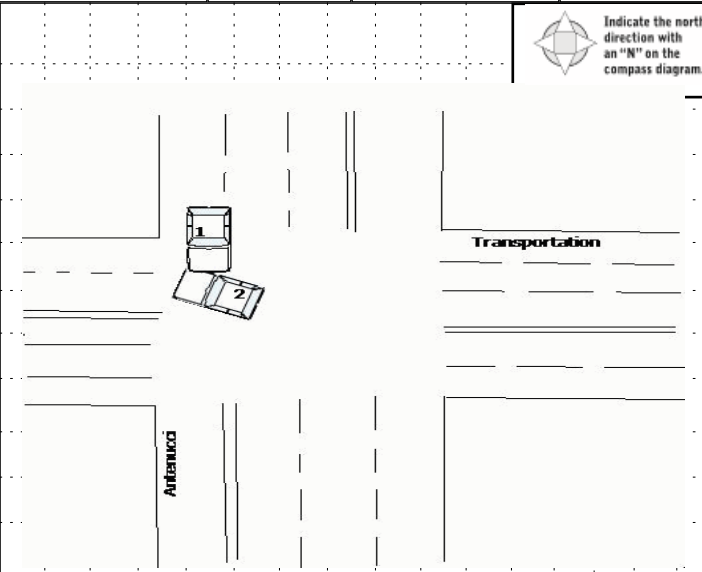 Indicate the north
direction with
an “N” on the
compass diagram.
1
Transportation
2
Antenucci